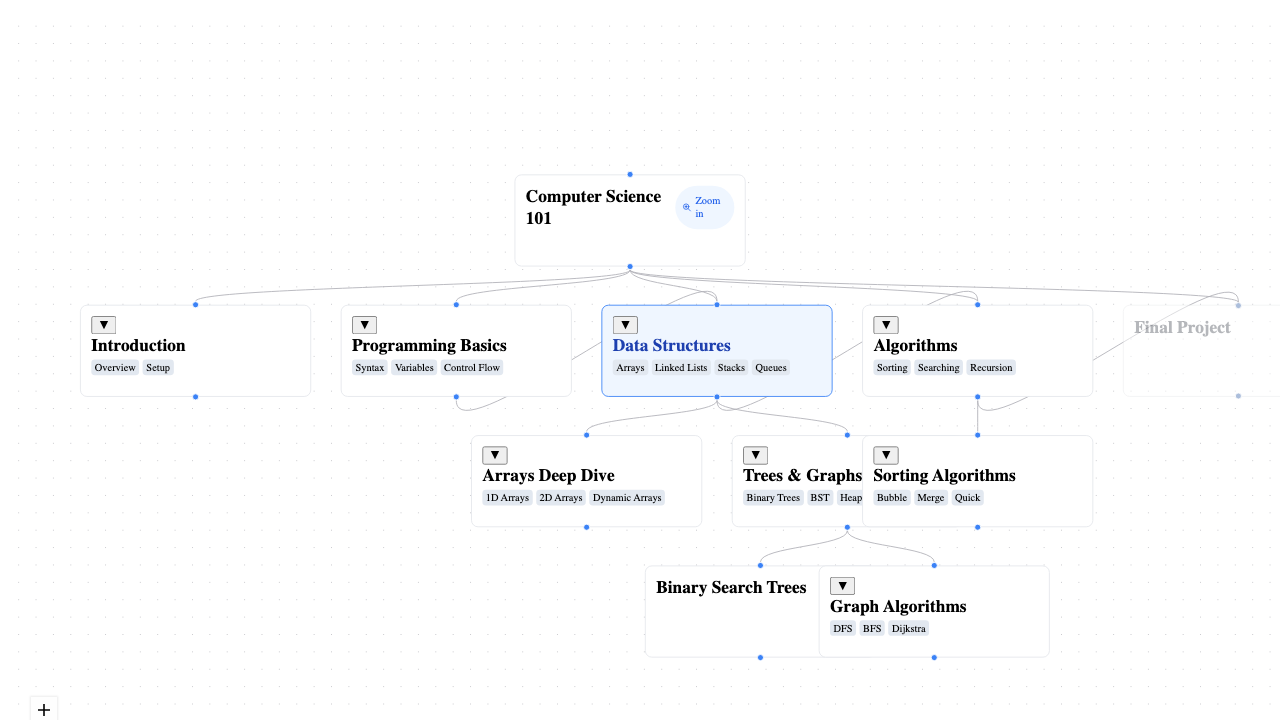 Computer Science
101
Zoom
in
▼
Introduction
Overview Setup
▼
Programming Basics
Syntax Variables Control Flow
▼
Data Structures
Arrays Linked Lists Stacks Queues
▼
Algorithms
Sorting Searching Recursion
Final Project
▼
Arrays Deep Dive
1D Arrays 2D Arrays Dynamic Arrays
▼
Trees & Graphs
Binary Trees BST Heap
▼
Sorting Algorithms
Bubble Merge Quick
Binary Search Trees
▼
Graph Algorithms
DFS BFS Dijkstra
+